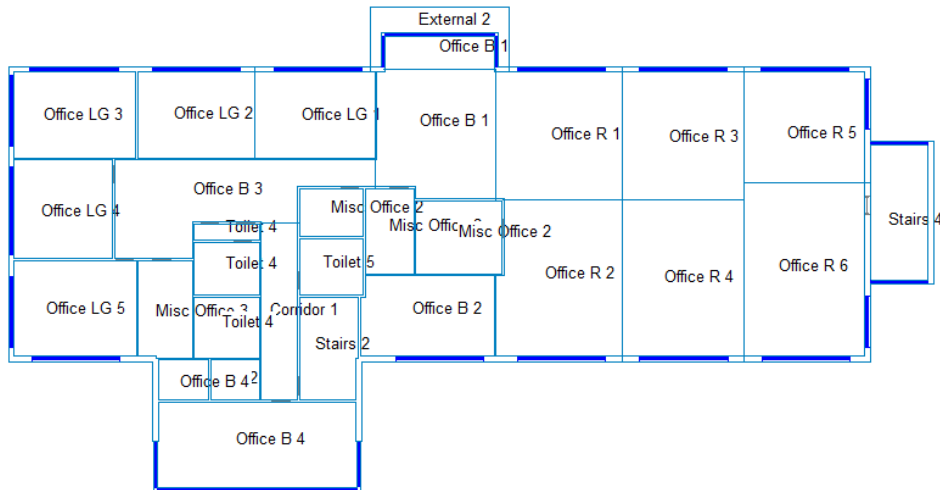 External 2
Office B 1
Office LG 3
Office LG 2
Office LG 1
Office B 1
Office R 1
Office R 3
Office R 5
Office B 3
Office LG 4
Misc Office 2
Toilet 4
Misc Office 2
Stairs 4
Toilet 4
Toilet 5
Office R 2
Office R 4
Office R 6
Office LG 5
Misc Office 3
Toilet 4
Corridor 1
Office B 2
Stairs 2
Office B 4
Office B 4